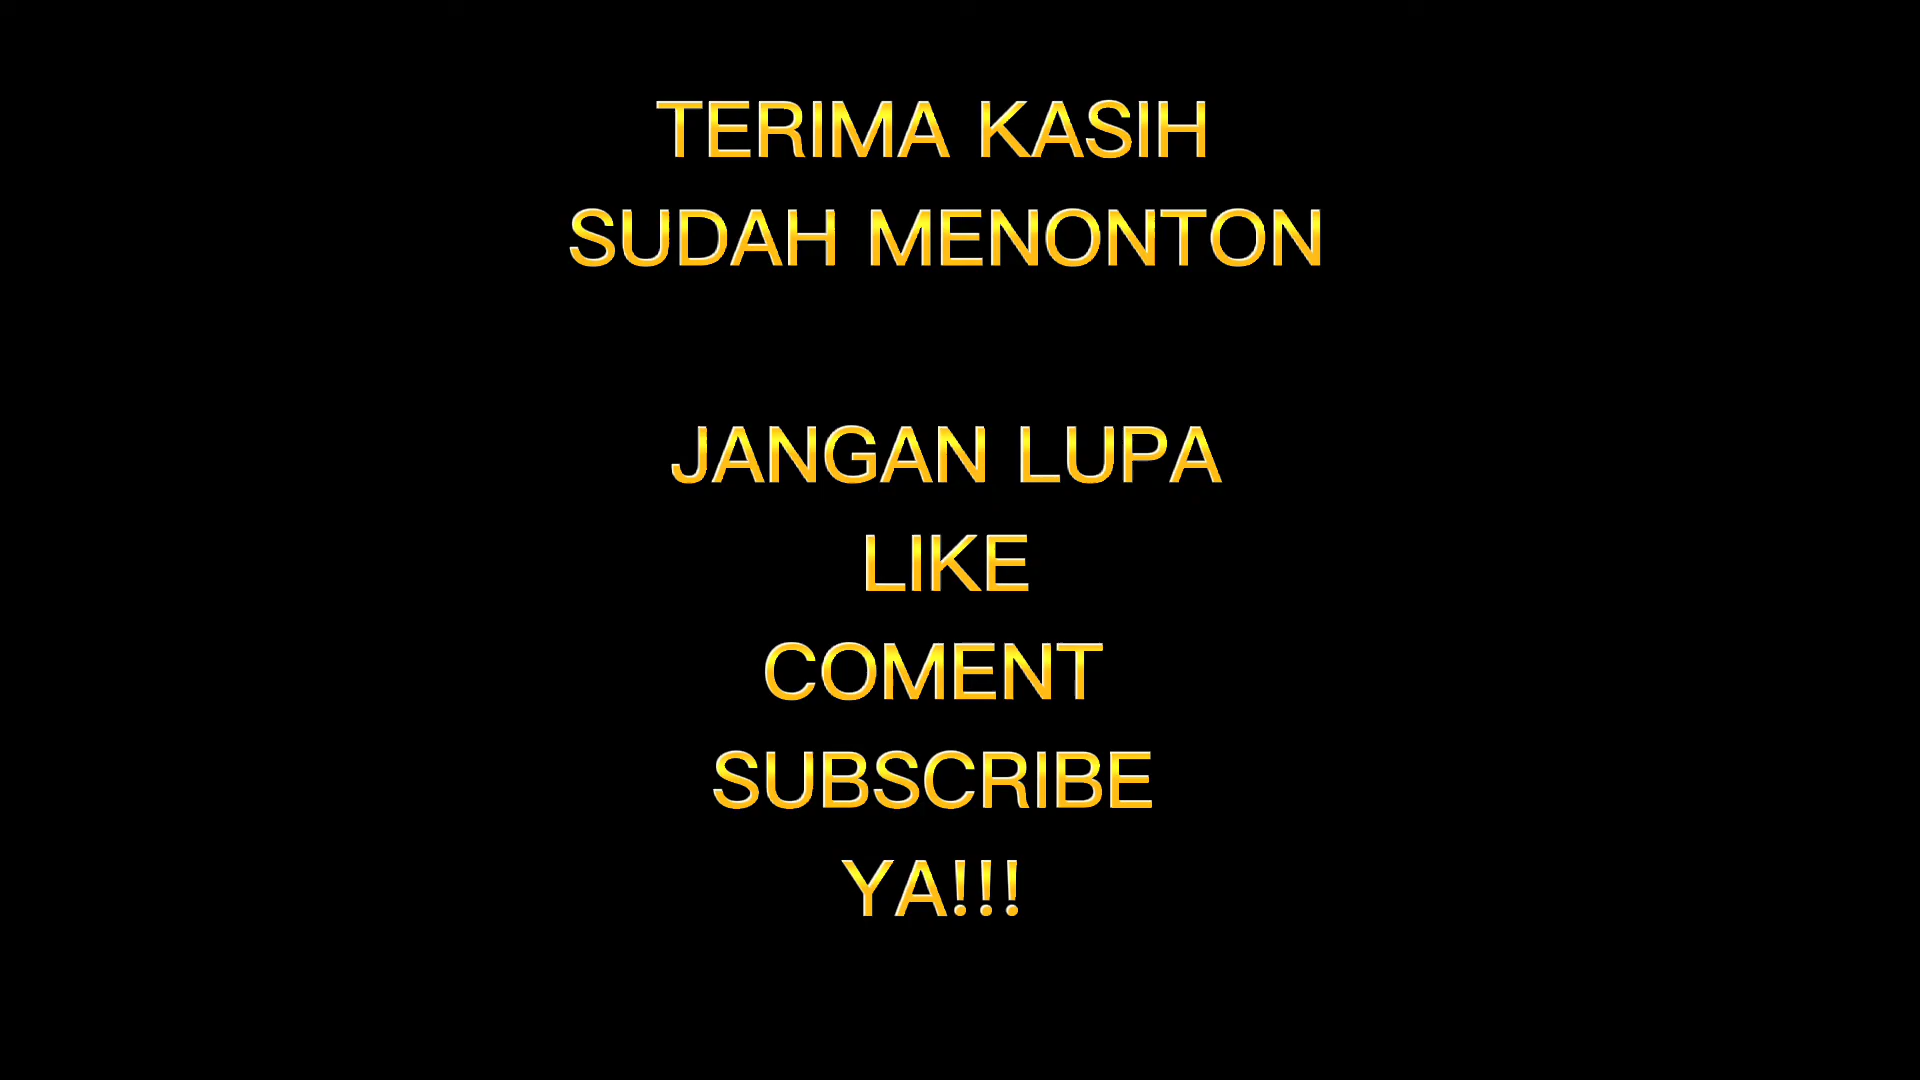 TERIMA KASIH
SUDAH MENONTON
JANGAN LUPA
LIKE
COMENT
SUBSCRIBE
YA!!!